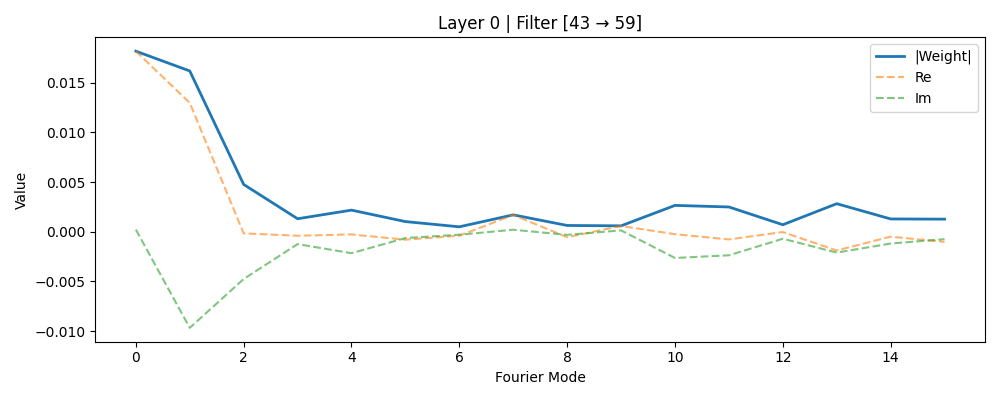 Layer 0 | Filter [43 → 59]
|Weight|
Re
Im
Value
0.015
0.010
0.005
0.000
−0.005
−0.010
0 2 4 6 8 10 12 14
Fourier Mode